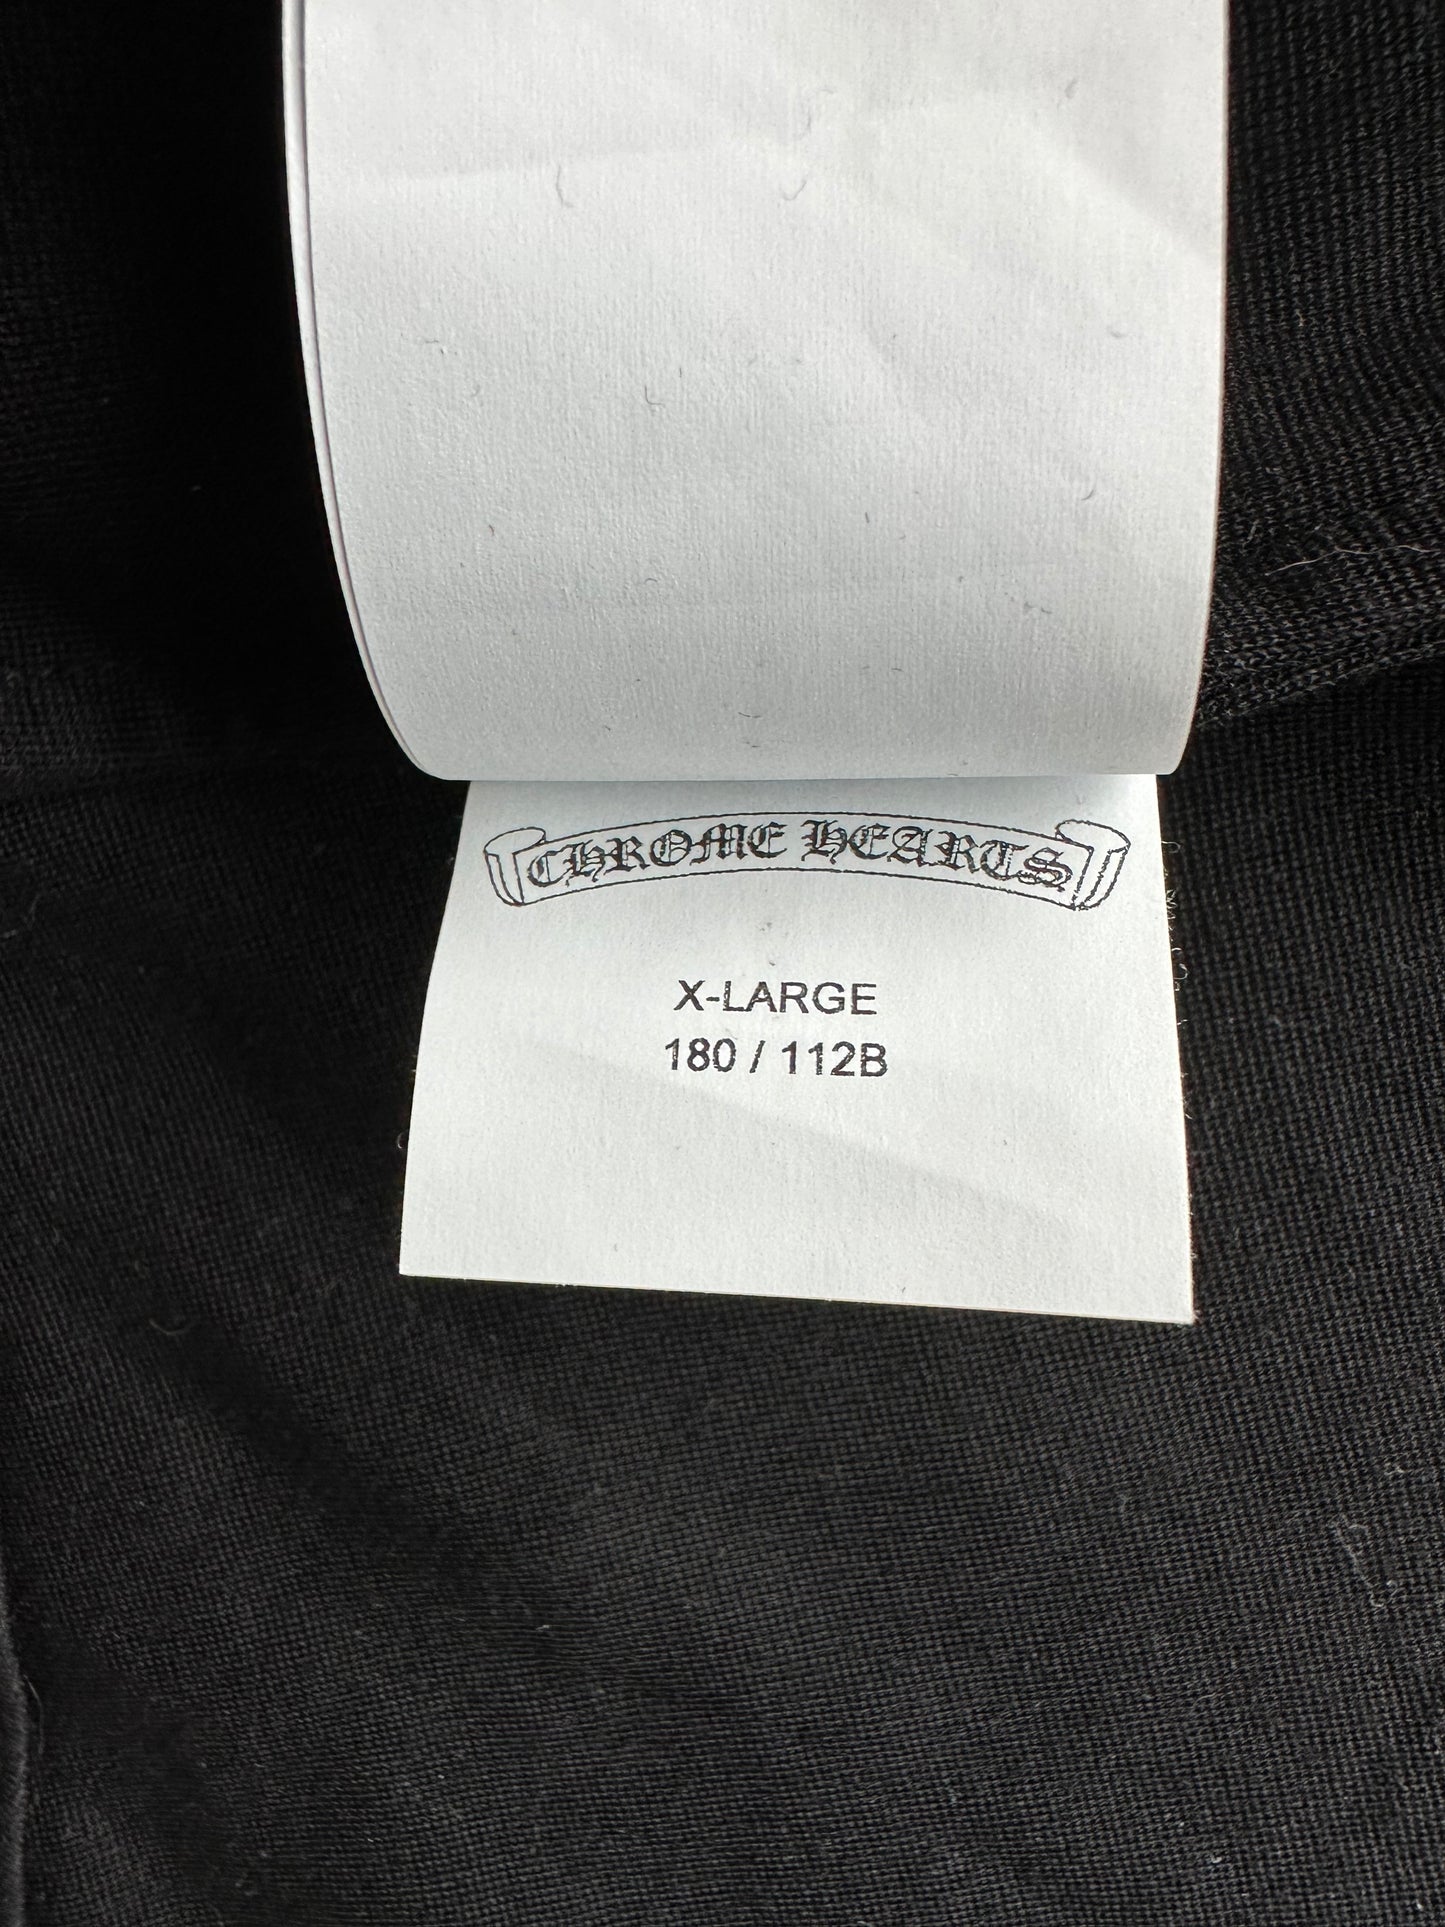 CHROME HEARTS
X-LARGE
180 / 112B